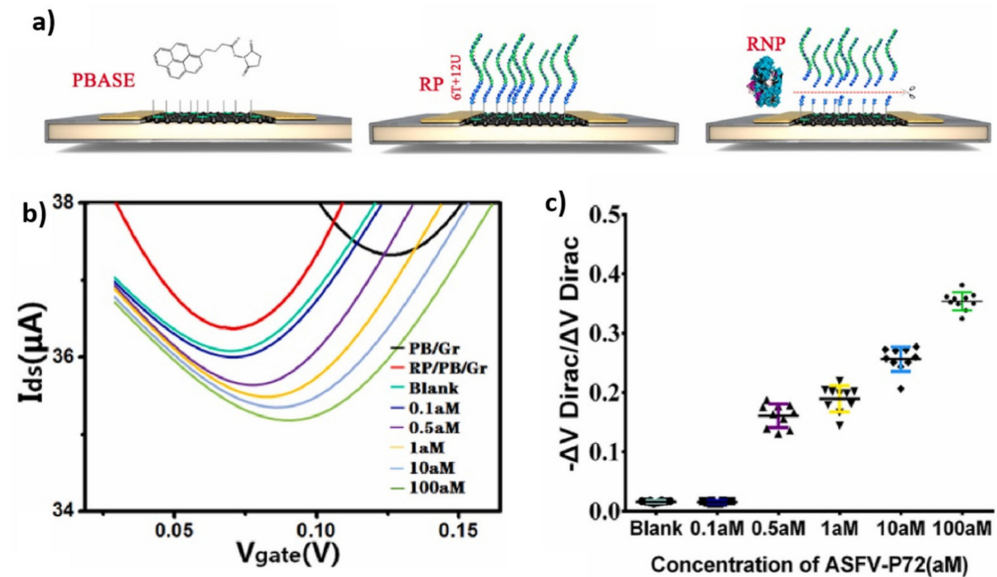 a)
PBASE
RP
6T+12U
RNP
b)
38
36
34
Ids(μA)
0.05
0.10
0.15
Vgate(V)
PB/Gr
RP/PB/Gr
Blank
0.1aM
0.5aM
1aM
10aM
100aM
c)
0.5
0.4
0.3
0.2
0.1
0.0
-ΔV Dirac/ΔV Dirac
Blank 0.1aM 0.5aM 1aM 10aM 100aM
Concentration of ASFV-P72(aM)